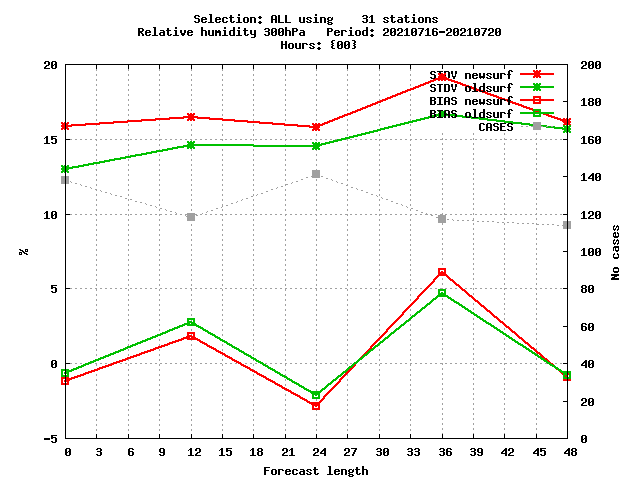 Selection: ALL using    31 stations
Relative humidity 300hPa   Period: 20210716-20210720
Hours: {00}
20
15
10
5
0
-5
%
200
180
160
140
120
100
80
60
40
20
0
No cases
STDV newsurf
STDV oldsurf
BIAS newsurf
BIAS oldsurf
CASES
0 3 6 9 12 15 18 21 24 27 30 33 36 39 42 45 48
Forecast length